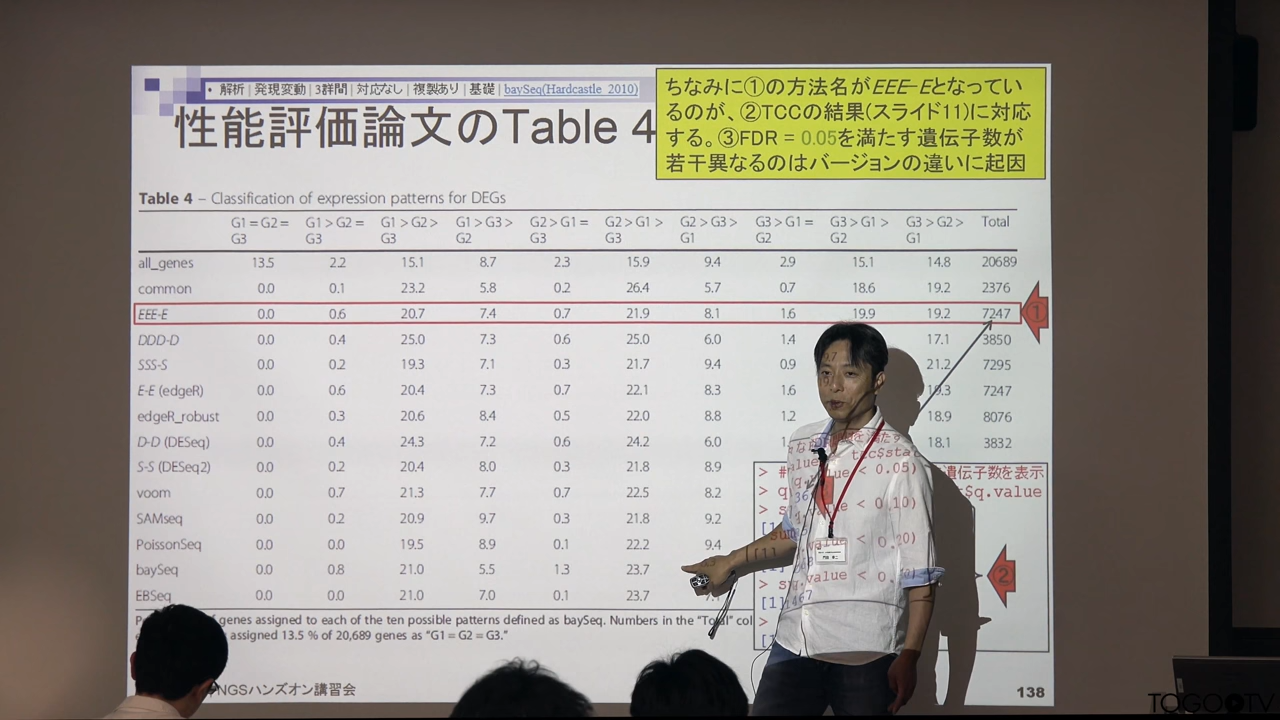 • 解析 | 発現変動 | 3群間 | 対応なし | 複製あり | 基礎 | baySeq(Hardcastle_2010)
性能評価論文のTable 4
ちなみに①の方法名がEEE-Eとなってい
るのが、②TCCの結果(スライド11)に対応
する。③FDR = 0.05を満たす遺伝子数が
若干異なるのはバージョンの違いに起因
Table 4 – Classification of expression patterns for DEGs
G1 = G2 = G3 G1 > G2 = G3 G1 > G2 > G3 G1 > G3 > G2 G2 > G1 = G3 G2 > G1 > G3 G2 > G3 > G1 G3 > G1 = G2 G3 > G1 > G2 G3 > G2 > G1 Total
all_genes 13.5 2.2 15.1 8.7 2.3 15.9 9.4 2.9 15.1 14.8 20689
common 0.0 0.1 23.2 5.8 0.2 26.4 5.7 0.7 18.6 19.2 2376
EEE-E 0.0 0.6 20.7 7.4 0.7 21.9 8.1 1.6 19.9 19.2 7247 ①
DDD-D 0.0 0.4 25.0 7.3 0.6 25.0 6.0 1.4 17.1 3850
SSS-S 0.0 0.2 19.3 7.1 0.3 21.7 9.4 0.9 21.2 7295
E-E (edgeR) 0.0 0.6 20.4 7.3 0.7 22.1 8.3 1.6 7247
edgeR_robust 0.0 0.3 20.6 8.4 0.5 22.0 8.8 1.2 18.9 8076
D-D (DESeq) 0.0 0.4 24.3 7.2 0.6 24.2 6.0 18.1 3832
S-S (DESeq2) 0.0 0.2 20.4 8.0 0.3 21.8 8.9
voom 0.0 0.7 21.3 7.7 0.7 22.5 8.2
SAMseq 0.0 0.2 20.9 9.7 0.3 21.8 9.2
PoissonSeq 0.0 0.0 19.5 8.9 0.1 22.2 9.4
baySeq 0.0 0.8 21.0 5.5 1.3 23.7
EBSeq 0.0 0.0 21.0 7.0 0.1 23.7
遺伝子数を表示
$q.value
< 0.05)
②
genes assigned to each of the ten possible patterns defined as baySeq. Numbers in the "Total" col
assigned 13.5 % of 20,689 genes as "G1 = G2 = G3."
NGSハンズオン講習会
138
TOGOTV